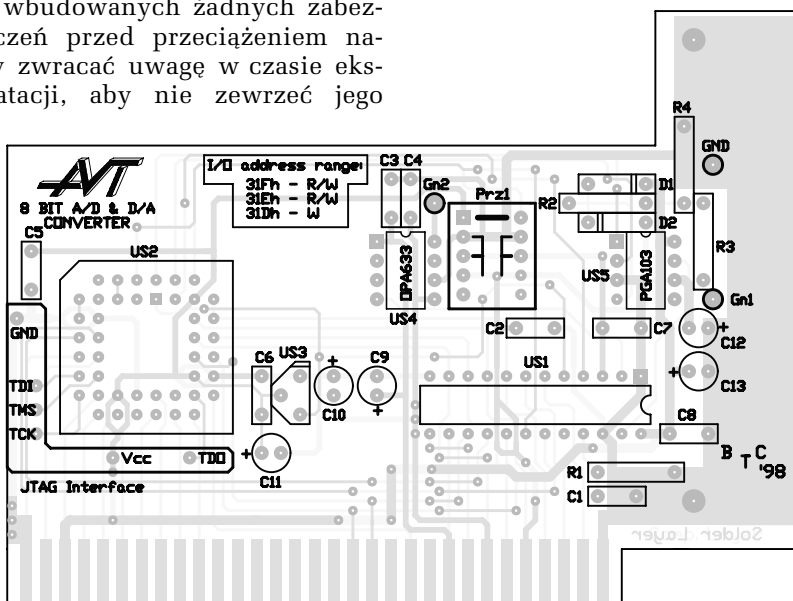 wbudowanych żadnych zabez-
czeń przed przeciążeniem na-
y zwracać uwagę w czasie eks-
atacji, aby nie zewrzeć jego
AVT
8 BIT A/D & D/A
CONVERTER
I/O address range:
31Fh - R/W
31Eh - R/W
31Dh - W
C3 C4
Gn2
Prz1
R4
GND
D1
R2
D2
R3
C5
US2
OPA633
US4
US5
PGA103
Gn1
GND
C2
C7
C12
C6
US3
C9
US1
TDI
C10
C13
TMS
TCK
C8
Vcc
TDO
C11
B T C '98
R1
JTAG Interface
C1
Solder Layer